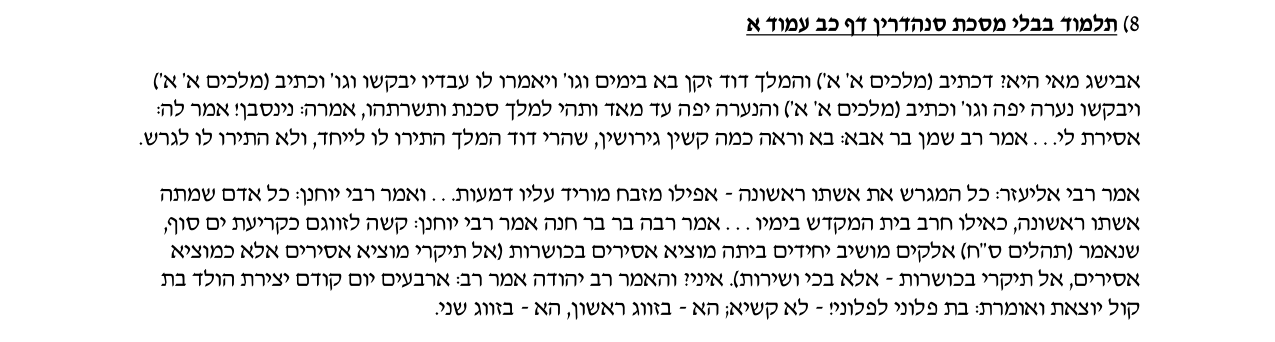 8) תלמוד בבלי מסכת סנהדרין דף כב עמוד א
אבישג מאי היא? דכתיב (מלכים א' א') והמלך דוד זקן בא בימים וגו' ויאמרו לו עבדיו יבקשו וגו' וכתיב (מלכים א' א')
ויבקשו נערה יפה וגו' וכתיב (מלכים א' א') והנערה יפה עד מאד ותהי למלך סכנת ותשרתהו, אמרה: נינסבן! אמר לה:
אסירת לי... אמר רב שמן בר אבא: בא וראה כמה קשין גירושין, שהרי דוד המלך התירו לו לייחד, ולא התירו לו לגרש.
אמר רבי אליעזר: כל המגרש את אשתו ראשונה - אפילו מזבח מוריד עליו דמעות... ואמר רבי יוחנן: כל אדם שמתה
אשתו ראשונה, כאילו חרב בית המקדש בימיו ... אמר רבה בר בר חנה אמר רבי יוחנן: קשה לזווגם כקריעת ים סוף,
שנאמר (תהלים ס"ח) אלקים מושיב יחידים ביתה מוציא אסירים בכושרות (אל תיקרי מוציא אסירים אלא כמוציא
אסירים, אל תיקרי בכושרות - אלא בכי ושירות). איני? והאמר רב יהודה אמר רב: ארבעים יום קודם יצירת הולד בת
קול יוצאת ואומרת: בת פלוני לפלוני! - לא קשיא; הא - בזווג ראשון, הא - בזווג שני.